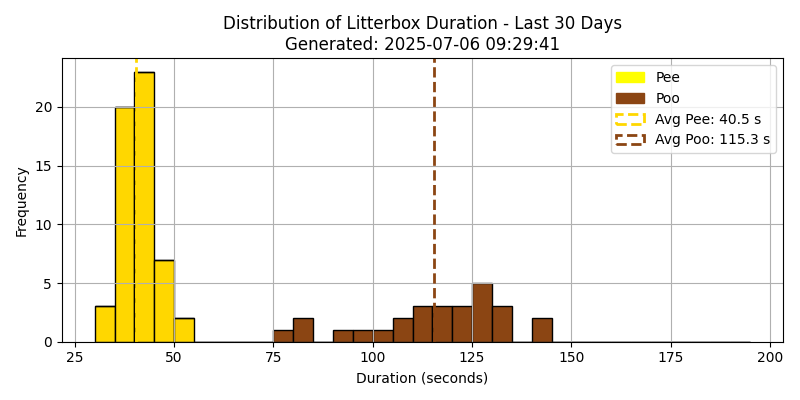 Distribution of Litterbox Duration - Last 30 Days
Generated: 2025-07-06 09:29:41
Pee
Poo
Avg Pee: 40.5 s
Avg Poo: 115.3 s
Frequency
20
15
10
5
0
25 50 75 100 125 150 175 200
Duration (seconds)